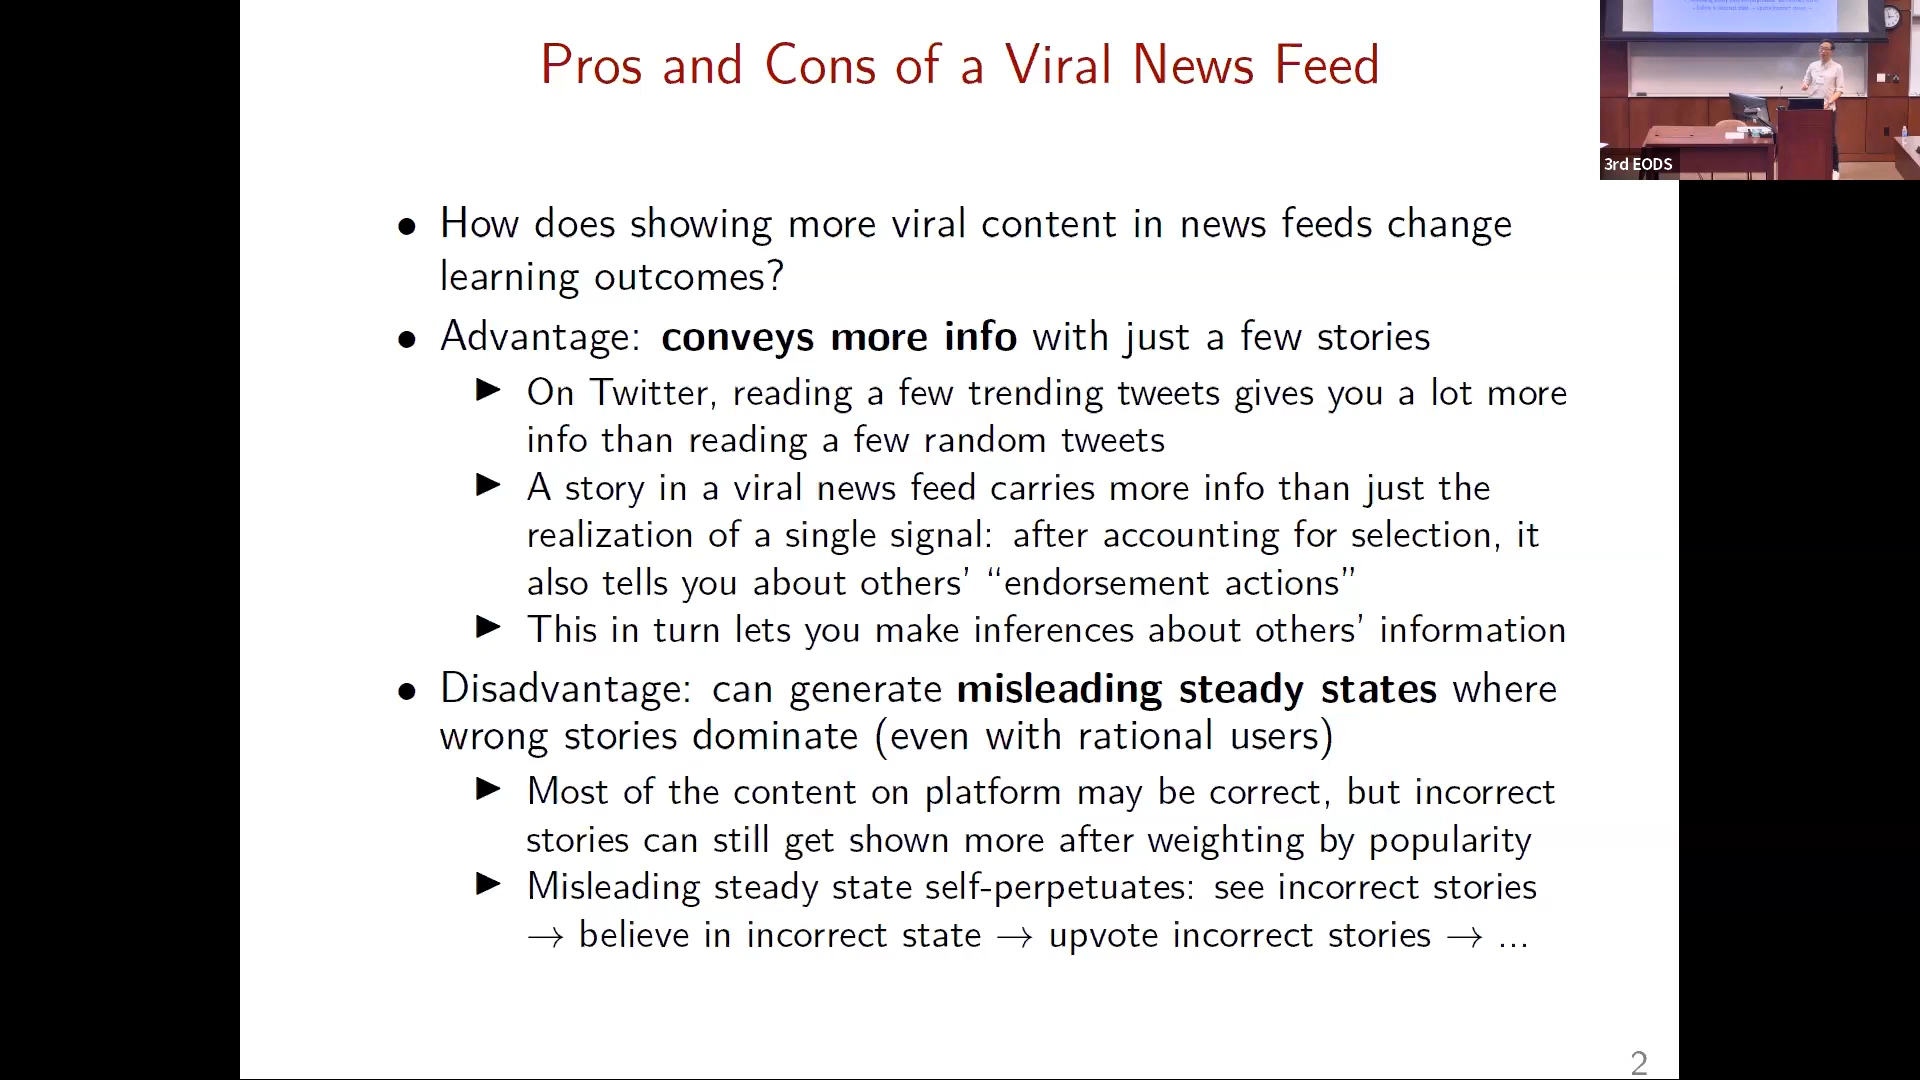 Pros and Cons of a Viral News Feed
3rd EODS
• How does showing more viral content in news feeds change
learning outcomes?
• Advantage: conveys more info with just a few stories
▶ On Twitter, reading a few trending tweets gives you a lot more
info than reading a few random tweets
▶ A story in a viral news feed carries more info than just the
realization of a single signal: after accounting for selection, it
also tells you about others’ “endorsement actions”
▶ This in turn lets you make inferences about others’ information
• Disadvantage: can generate misleading steady states where
wrong stories dominate (even with rational users)
▶ Most of the content on platform may be correct, but incorrect
stories can still get shown more after weighting by popularity
▶ Misleading steady state self-perpetuates: see incorrect stories
→ believe in incorrect state → upvote incorrect stories → ...
2